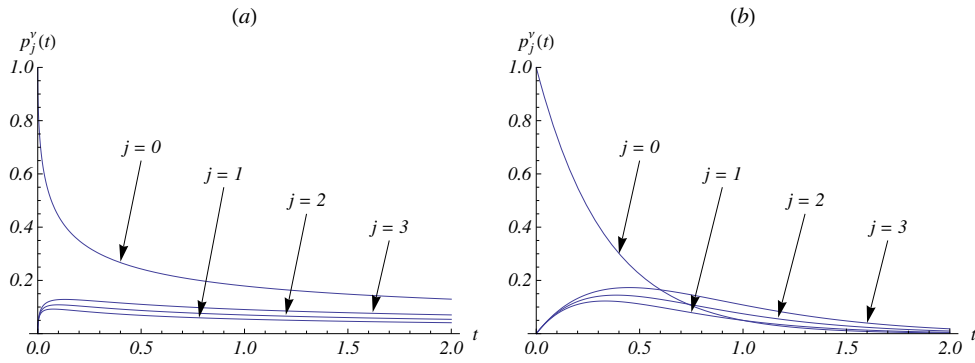 (a)
p_j^ν(t)
1.0
0.8
0.6
0.4
0.2
j = 0
j = 1
j = 2
j = 3
0.0 0.5 1.0 1.5 2.0 t
(b)
p_j^ν(t)
1.0
0.8
0.6
0.4
0.2
j = 0
j = 1
j = 2
j = 3
0.0 0.5 1.0 1.5 2.0 t